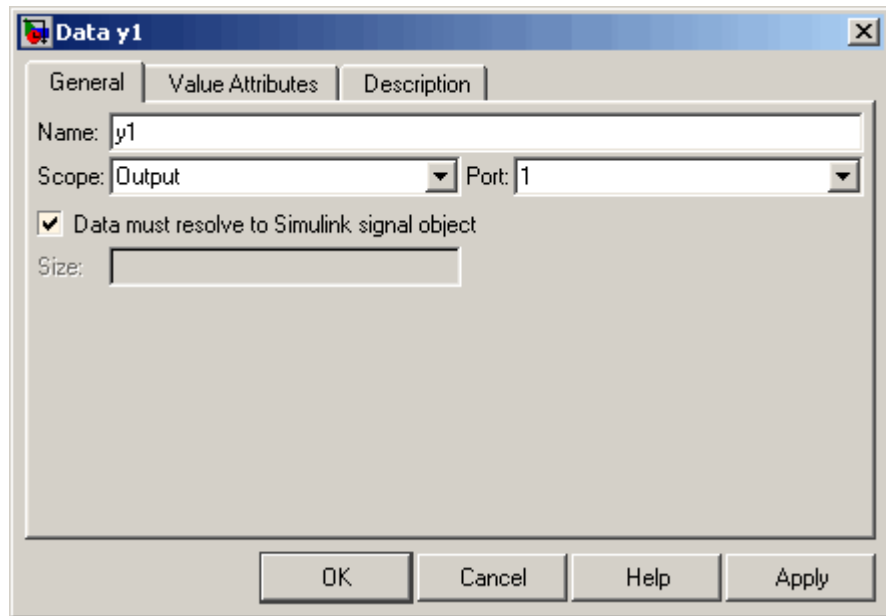 Data y1
General Value Attributes Description
Name: y1
Scope: Output Port: 1
Data must resolve to Simulink signal object
Size:
OK Cancel Help Apply